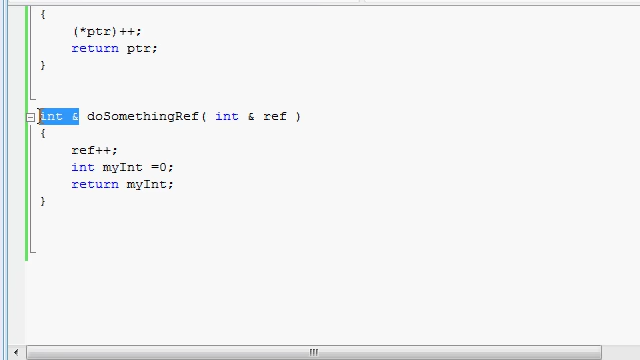 {
(*ptr)++;
return ptr;
}
int & doSomethingRef( int & ref )
{
ref++;
int myInt =0;
return myInt;
}